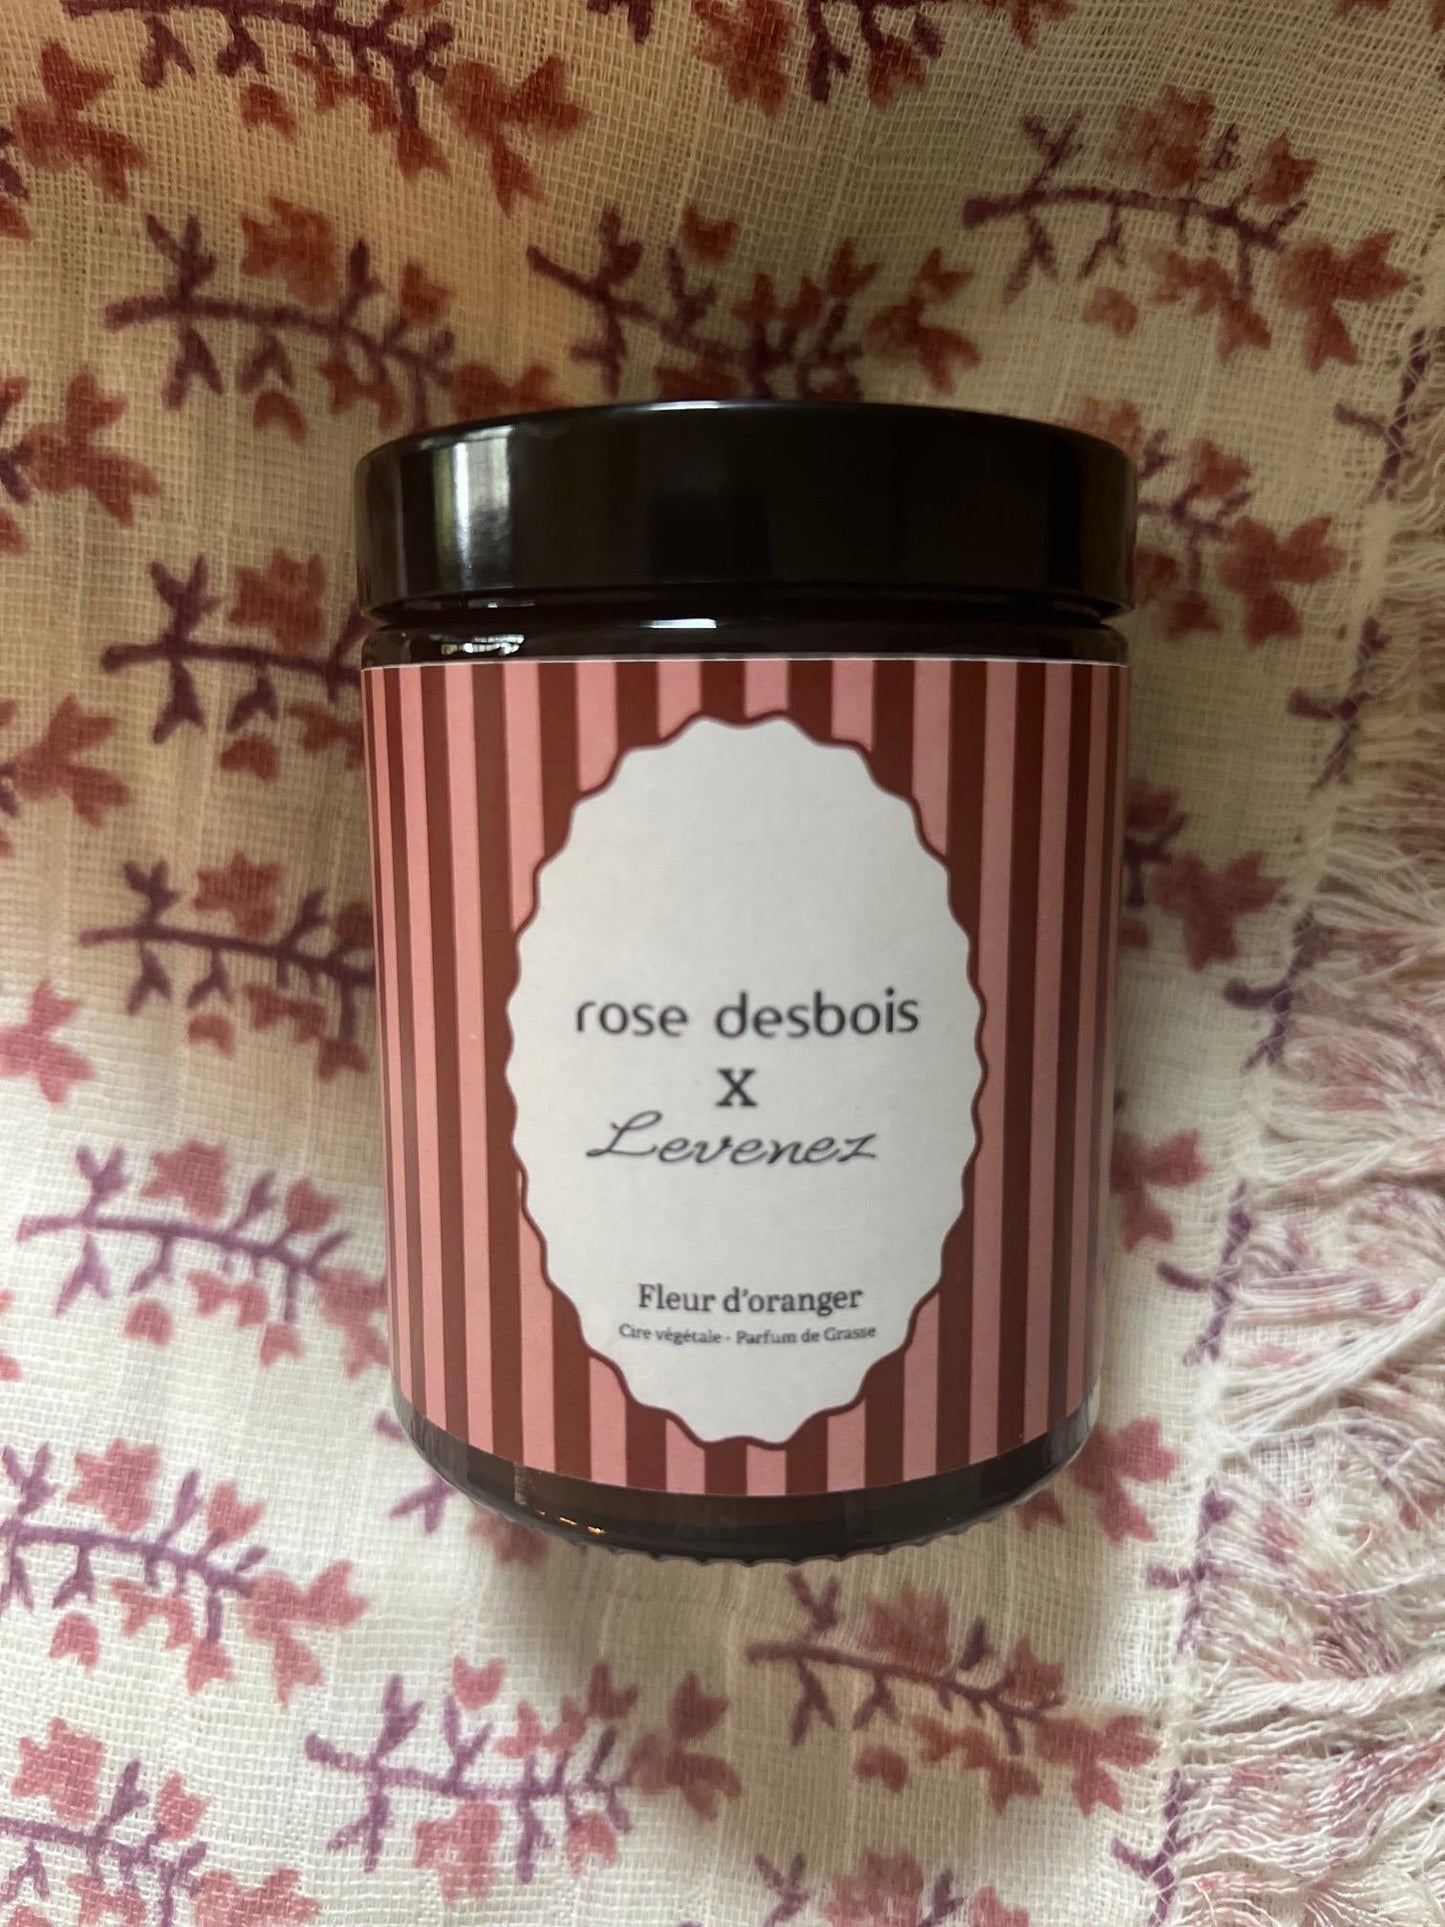 rose desbois
X
Levenez
Fleur d'oranger
Cire végétale - Parfum de Grasse